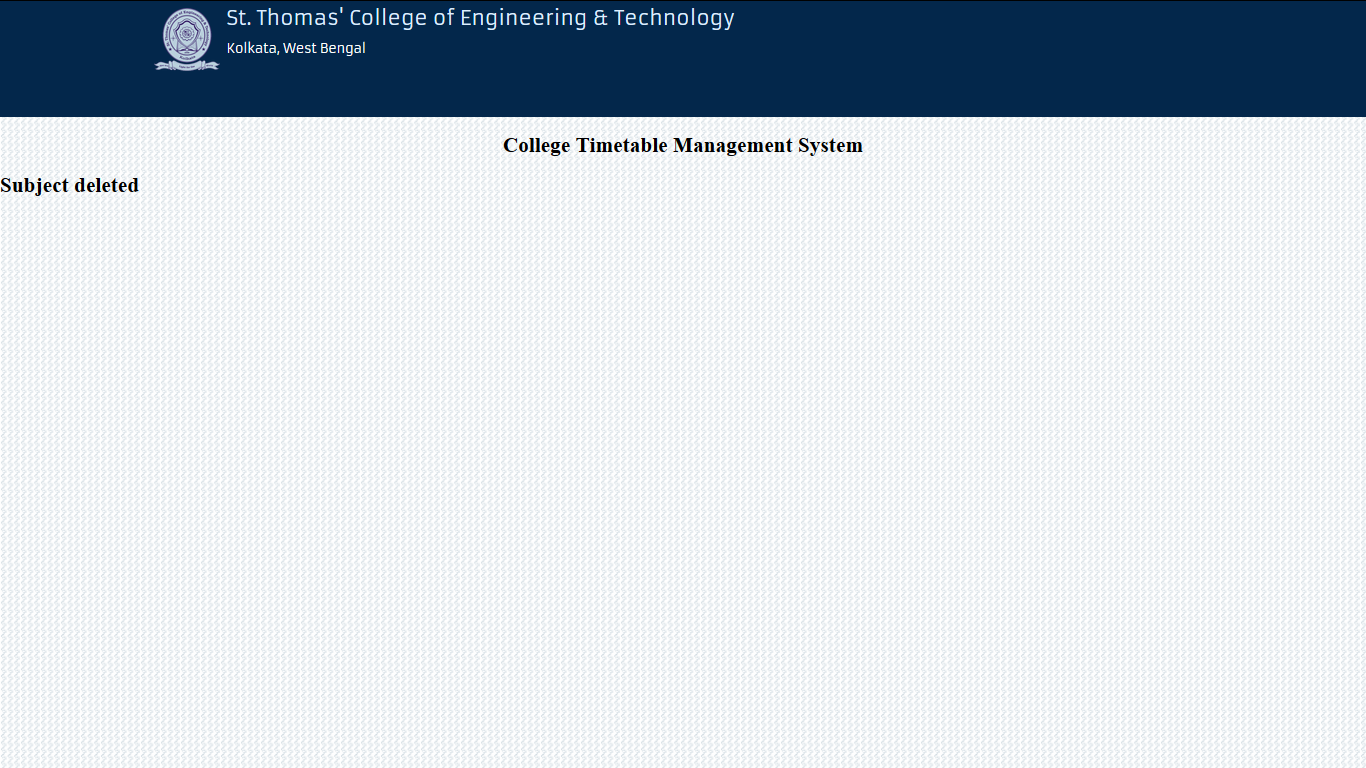 St. Thomas' College of Engineering & Technology
Kolkata, West Bengal
College Timetable Management System
Subject deleted